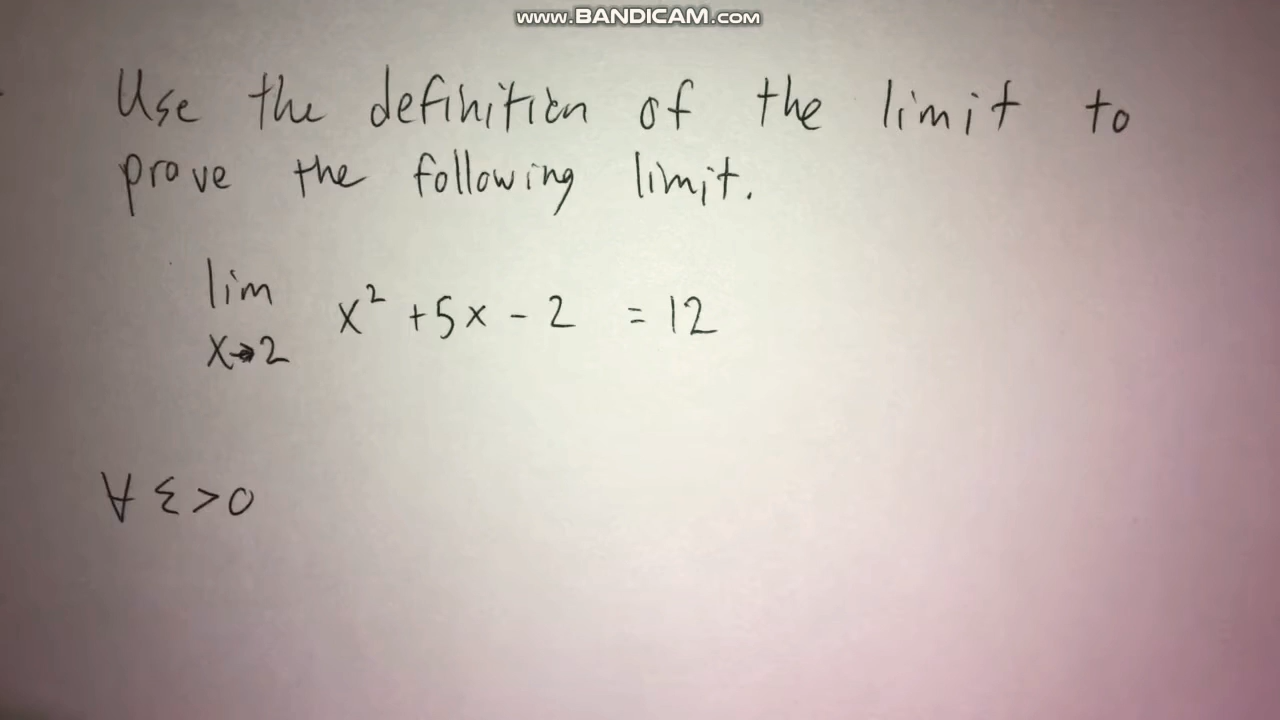 www.BANDICAM.com
Use the definition of the limit to
prove the following limit.
lim x² + 5x - 2 = 12
x→2
∀ ε > 0